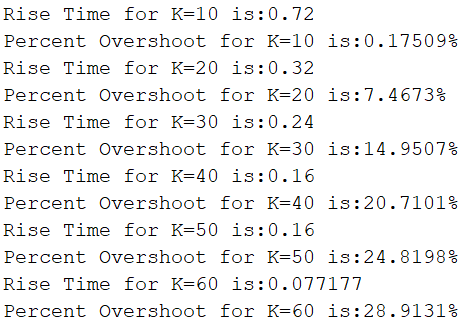 Rise Time for K=10 is:0.72
Percent Overshoot for K=10 is:0.17509%
Rise Time for K=20 is:0.32
Percent Overshoot for K=20 is:7.4673%
Rise Time for K=30 is:0.24
Percent Overshoot for K=30 is:14.9507%
Rise Time for K=40 is:0.16
Percent Overshoot for K=40 is:20.7101%
Rise Time for K=50 is:0.16
Percent Overshoot for K=50 is:24.8198%
Rise Time for K=60 is:0.077177
Percent Overshoot for K=60 is:28.9131%